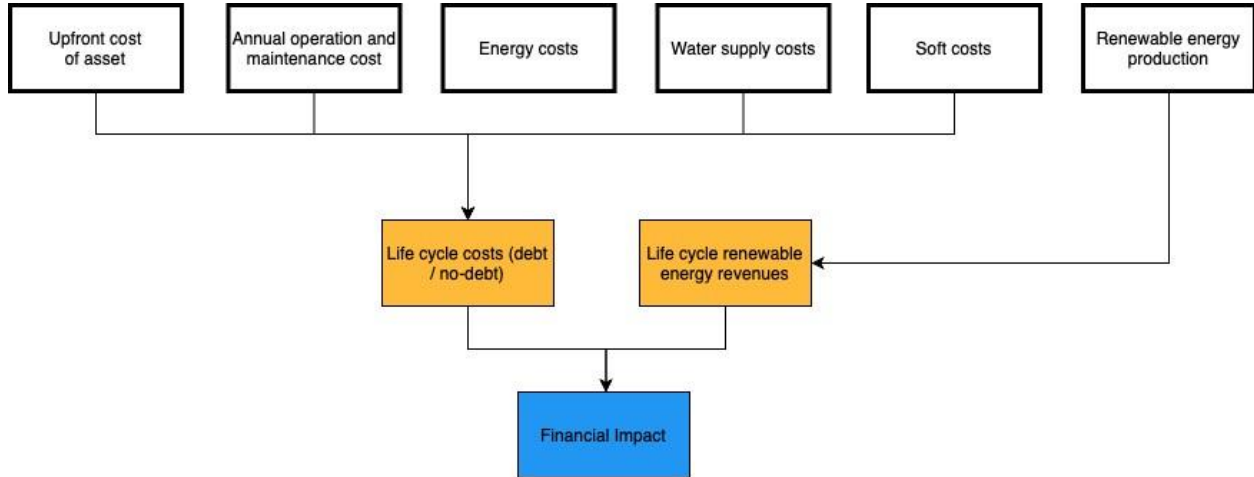 Upfront cost
of asset
Annual operation and
maintenance cost
Energy costs
Water supply costs
Soft costs
Renewable energy
production
Life cycle costs (debt
/ no-debt)
Life cycle renewable
energy revenues
Financial Impact